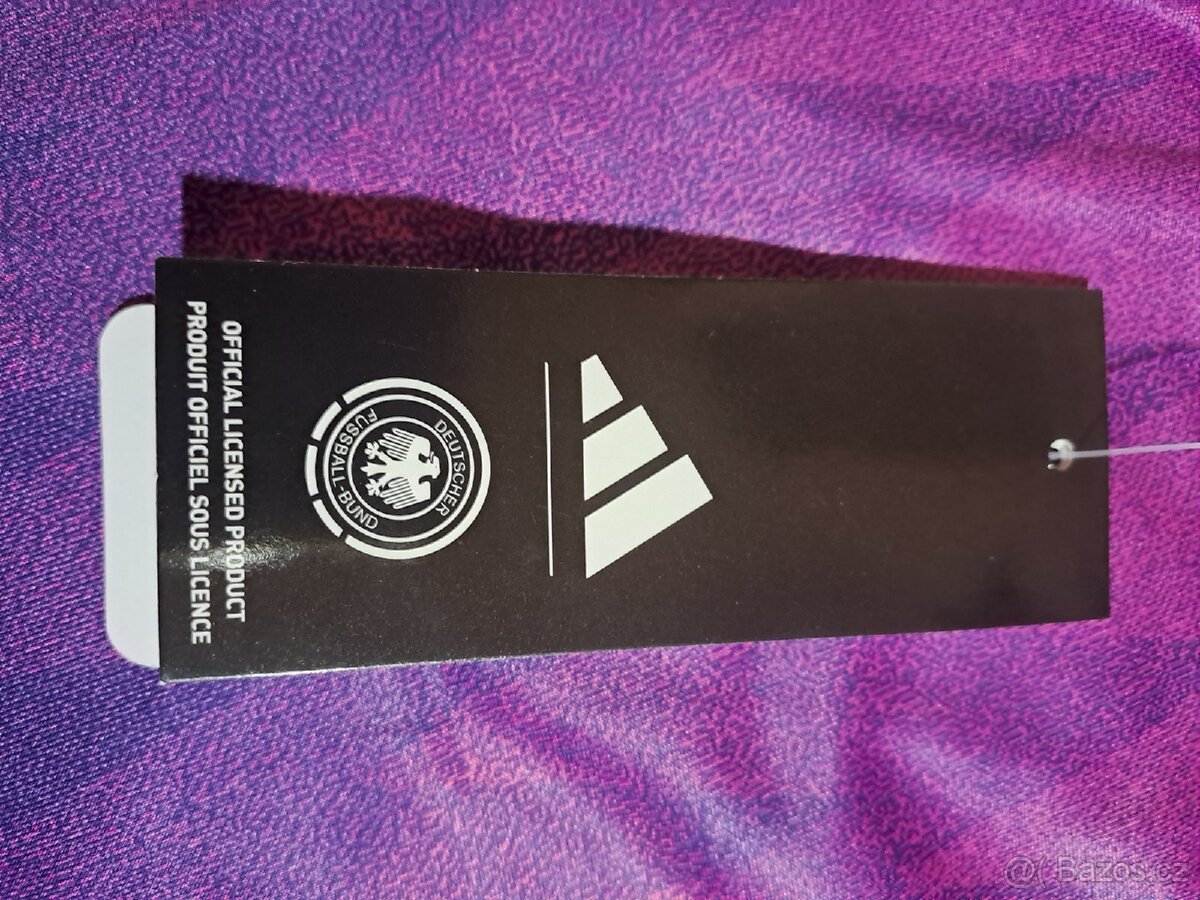 DEUTSCHER
FUSSBALL-BUND
OFFICIAL LICENSED PRODUCT
PRODUIT OFFICIEL SOUS LICENCE
@( Bazos.cz